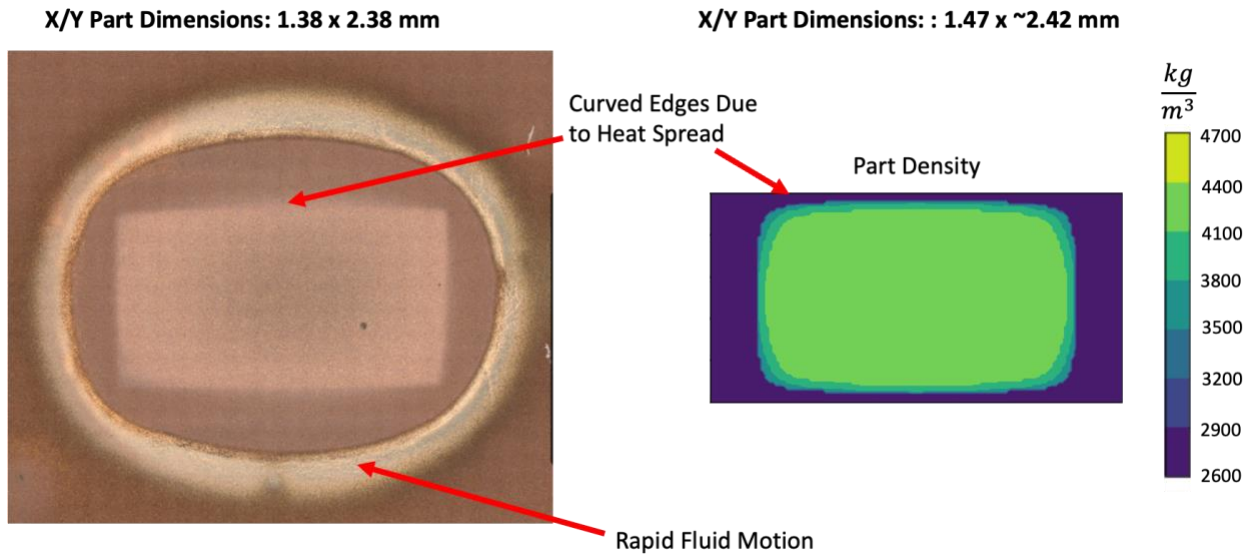 X/Y Part Dimensions: 1.38 x 2.38 mm
X/Y Part Dimensions: : 1.47 x ~2.42 mm
Curved Edges Due
to Heat Spread
Part Density
kg
m³
4700
4400
4100
3800
3500
3200
2900
2600
Rapid Fluid Motion